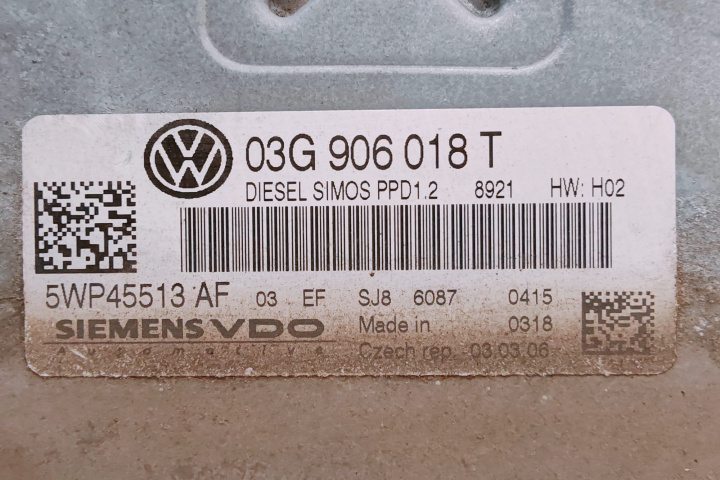 03G 906 018 T
DIESEL SIMOS PPD1.2 8921 HW: H02
5WP45513 AF 03 EF SJ8 6087 0415
SIEMENS VDO Made in 0318
Automotive Czech rep. 03.03.06